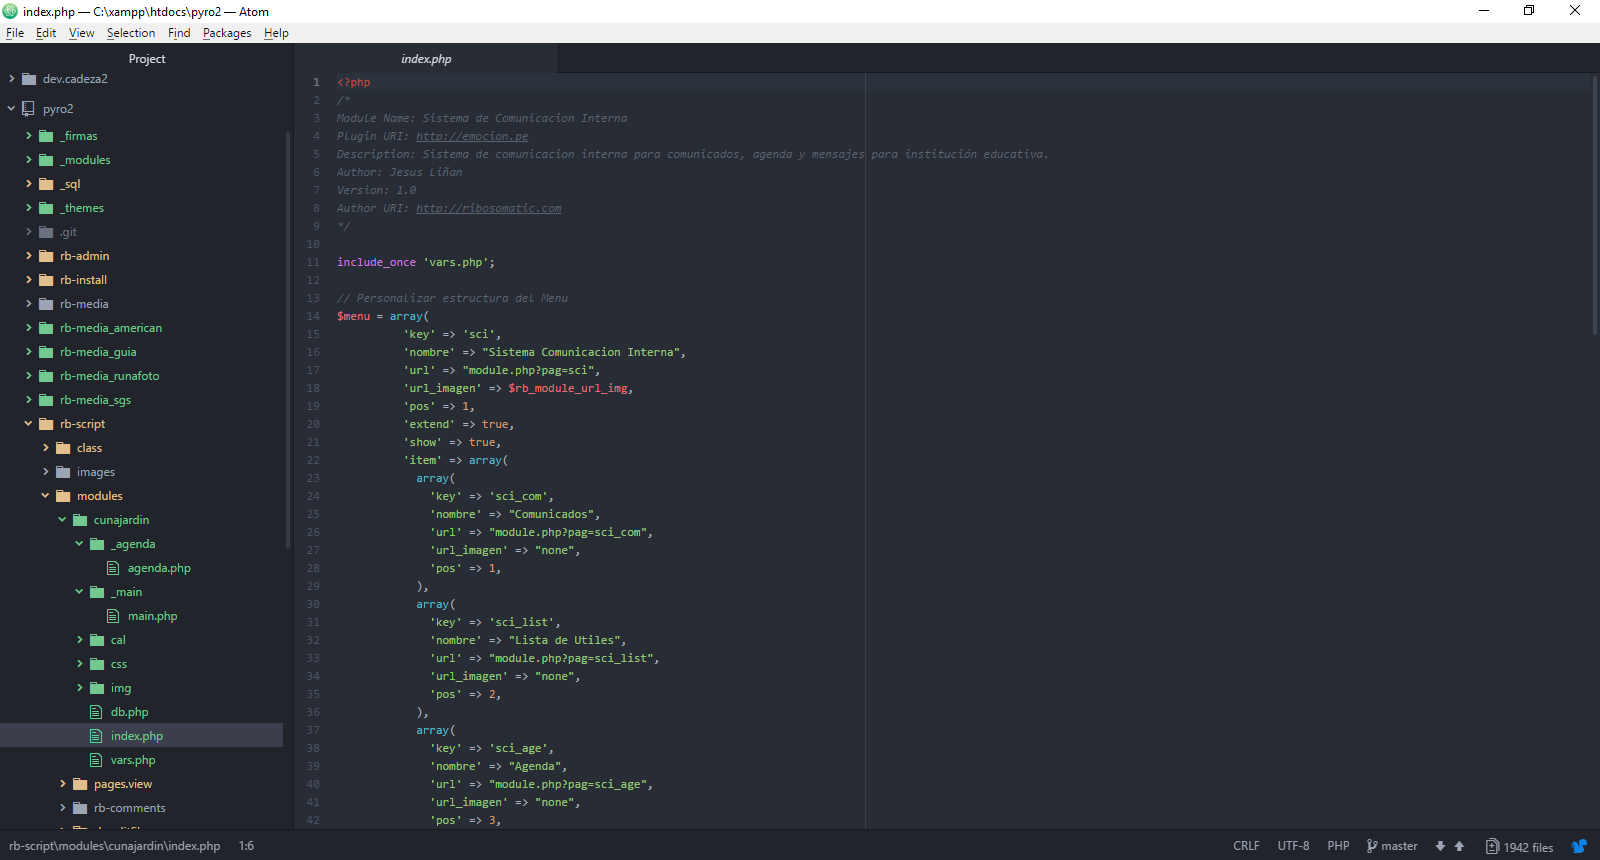 index.php — C:\xampp\htdocs\pyro2 — Atom
File Edit View Selection Find Packages Help
Project
dev.cadeza2
pyro2
_firmas
_modules
_sql
_themes
.git
rb-admin
rb-install
rb-media
rb-media_american
rb-media_guia
rb-media_runafoto
rb-media_sgs
rb-script
class
images
modules
cunajardin
_agenda
agenda.php
_main
main.php
cal
css
img
db.php
index.php
vars.php
pages.view
rb-comments
index.php
1 <?php
2 /*
3 Module Name: Sistema de Comunicacion Interna
4 Plugin URI: http://emocion.pe
5 Description: Sistema de comunicacion interna para comunicados, agenda y mensajes para institución educativa.
6 Author: Jesus Liñan
7 Version: 1.0
8 Author URI: http://ribosomatic.com
9 */
10
11 include_once 'vars.php';
12
13 // Personalizar estructura del Menu
14 $menu = array(
15 'key' => 'sci',
16 'nombre' => "Sistema Comunicacion Interna",
17 'url' => "module.php?pag=sci",
18 'url_imagen' => $rb_module_url_img,
19 'pos' => 1,
20 'extend' => true,
21 'show' => true,
22 'item' => array(
23 array(
24 'key' => 'sci_com',
25 'nombre' => "Comunicados",
26 'url' => "module.php?pag=sci_com",
27 'url_imagen' => "none",
28 'pos' => 1,
29 ),
30 array(
31 'key' => 'sci_list',
32 'nombre' => "Lista de Utiles",
33 'url' => "module.php?pag=sci_list",
34 'url_imagen' => "none",
35 'pos' => 2,
36 ),
37 array(
38 'key' => 'sci_age',
39 'nombre' => "Agenda",
40 'url' => "module.php?pag=sci_age",
41 'url_imagen' => "none",
42 'pos' => 3,
rb-script\modules\cunajardin\index.php 1:6 CRLF UTF-8 PHP master 1942 files